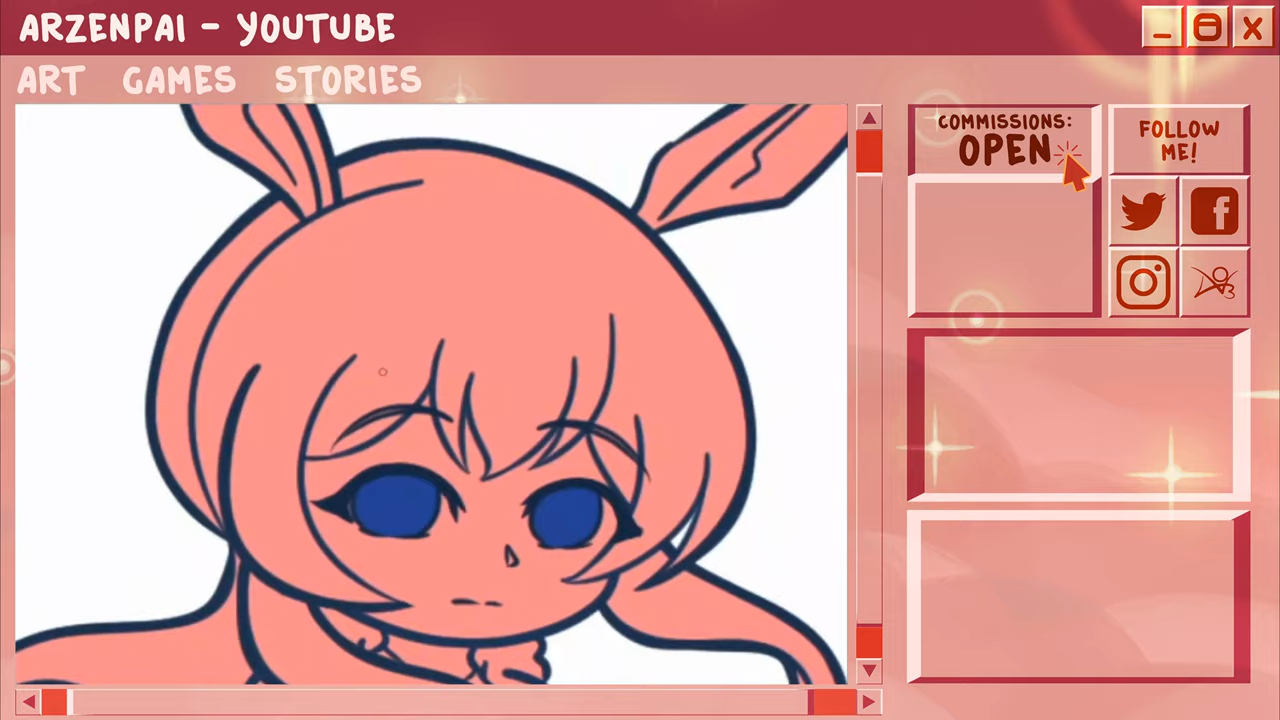 ARZENPAI - YOUTUBE
ART GAMES STORIES
COMMISSIONS:
OPEN
FOLLOW
ME!